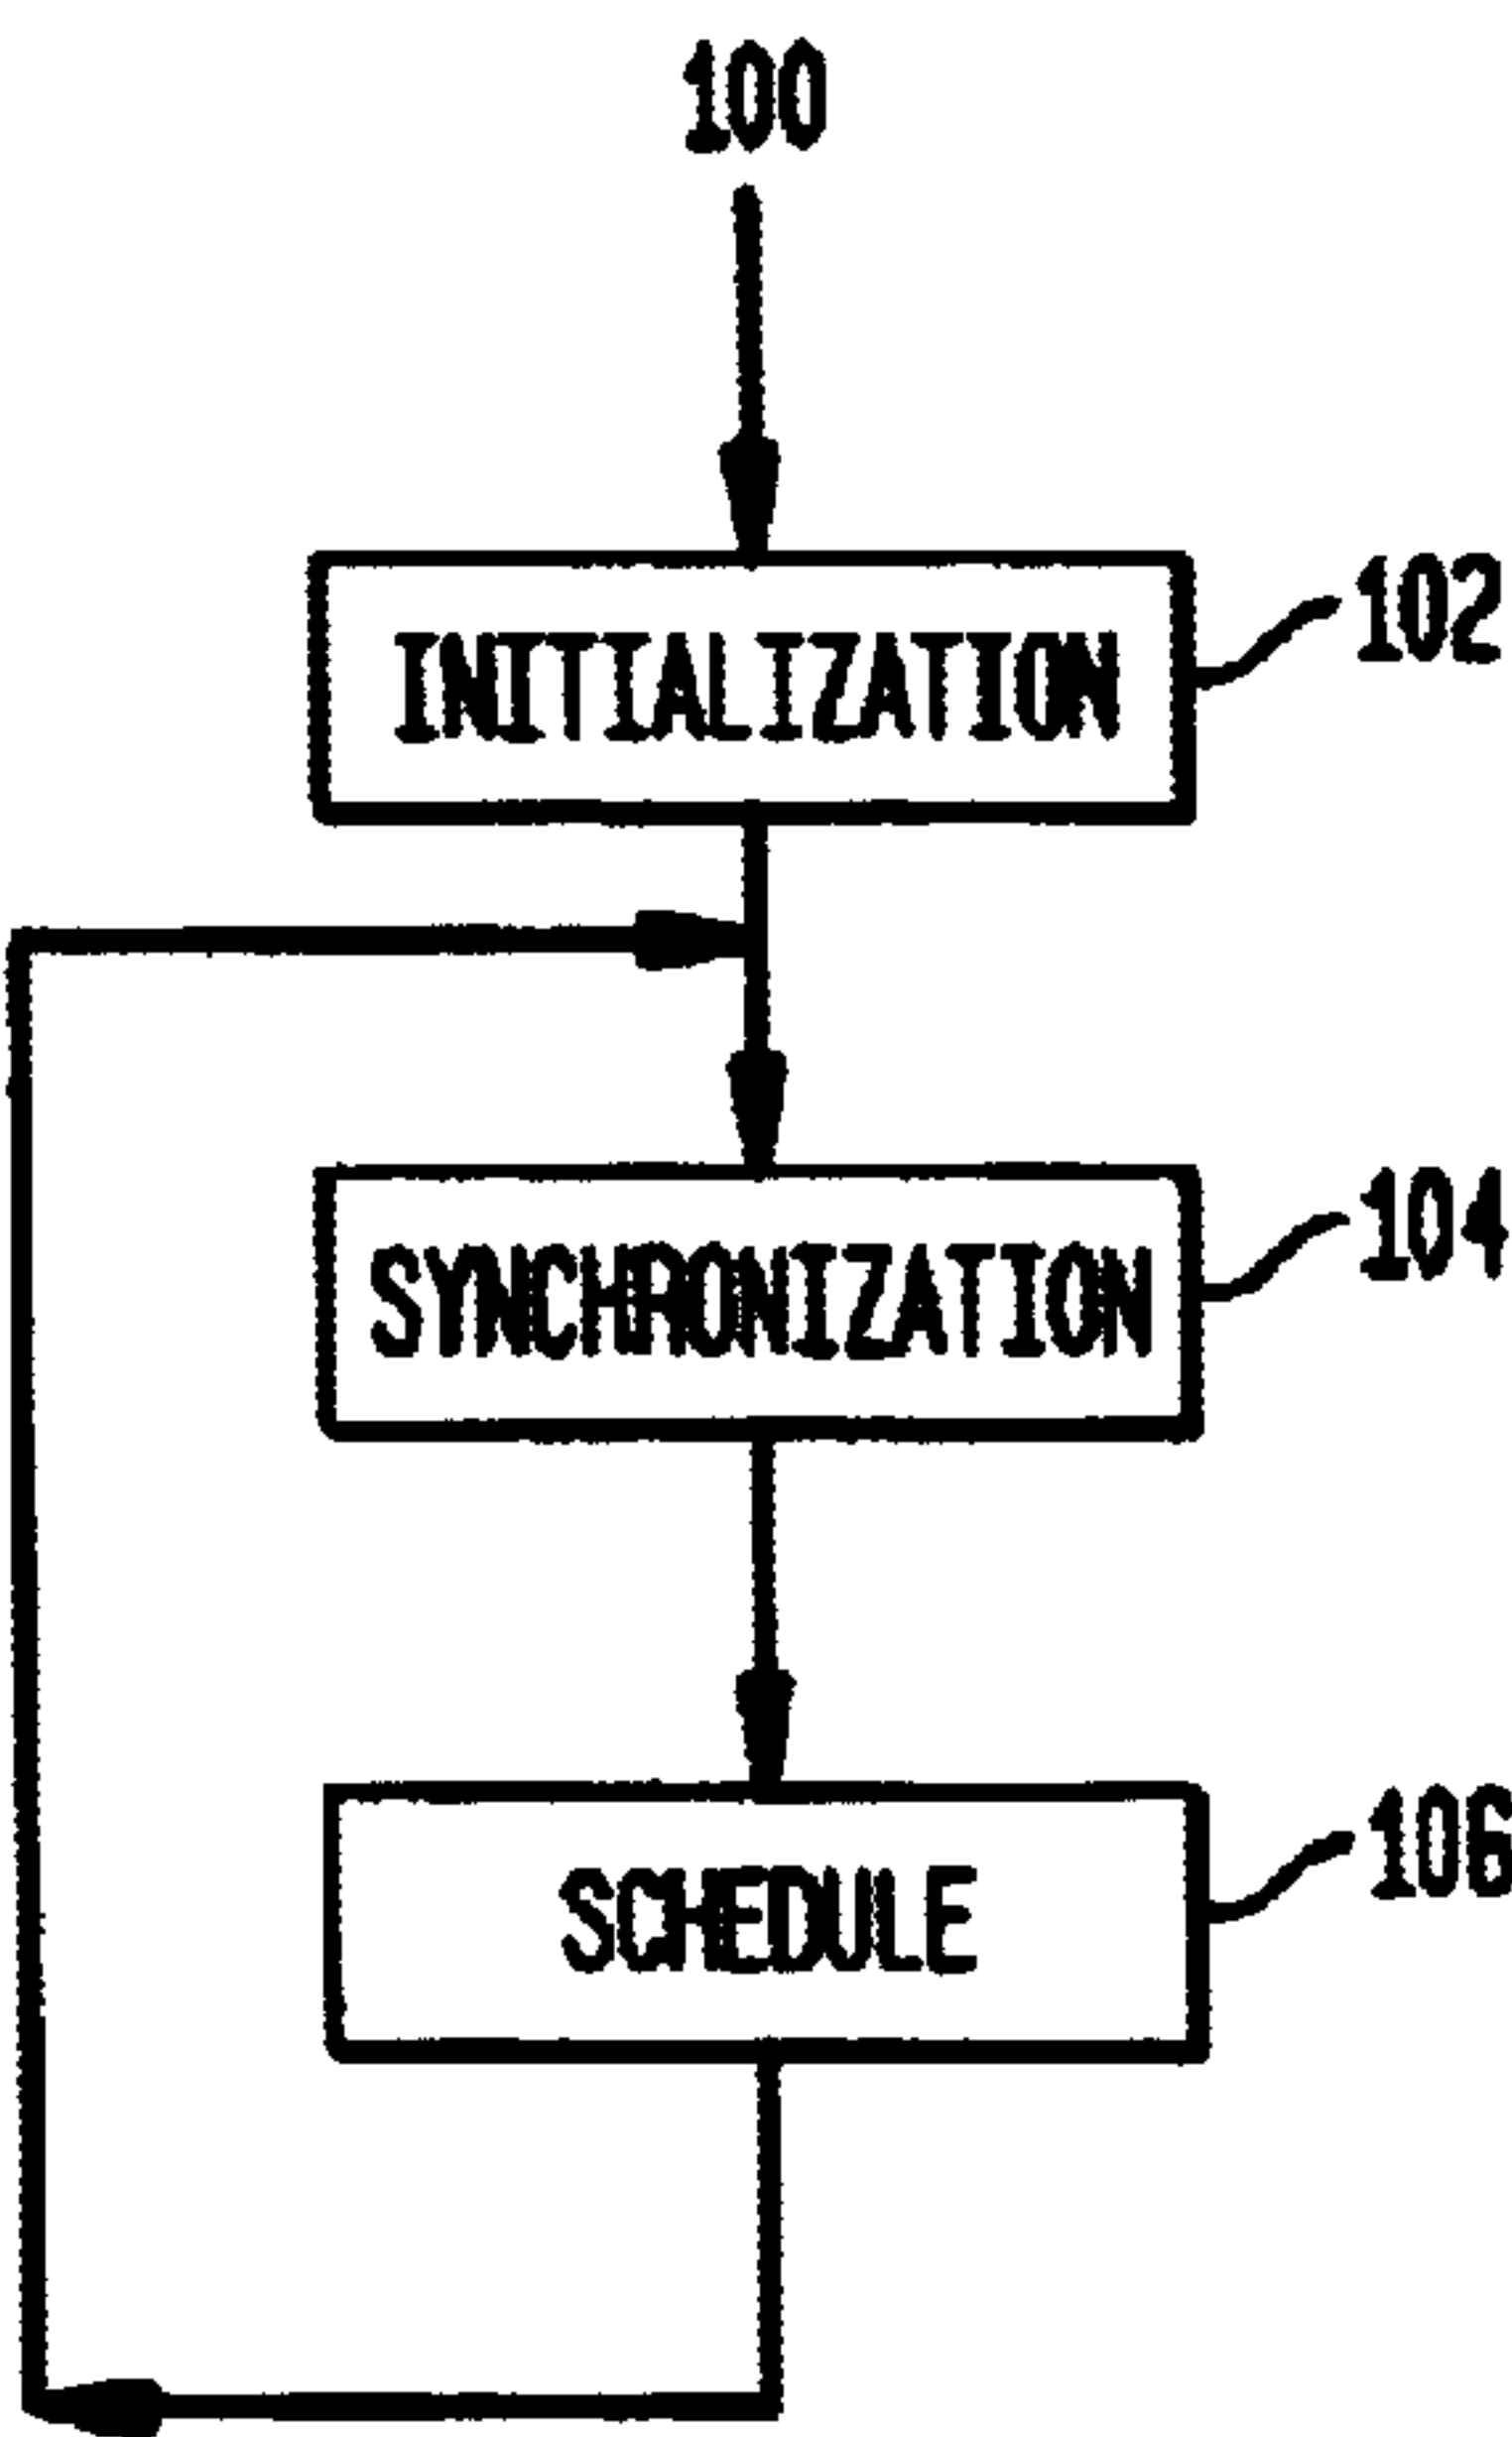 100
INITIALIZATION
102
SYNCHRONIZATION
104
SCHEDULE
106